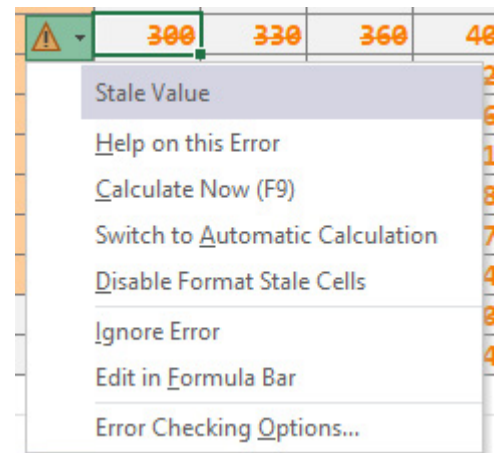 300 330 360 40
Stale Value
Help on this Error
Calculate Now (F9)
Switch to Automatic Calculation
Disable Format Stale Cells
Ignore Error
Edit in Formula Bar
Error Checking Options...